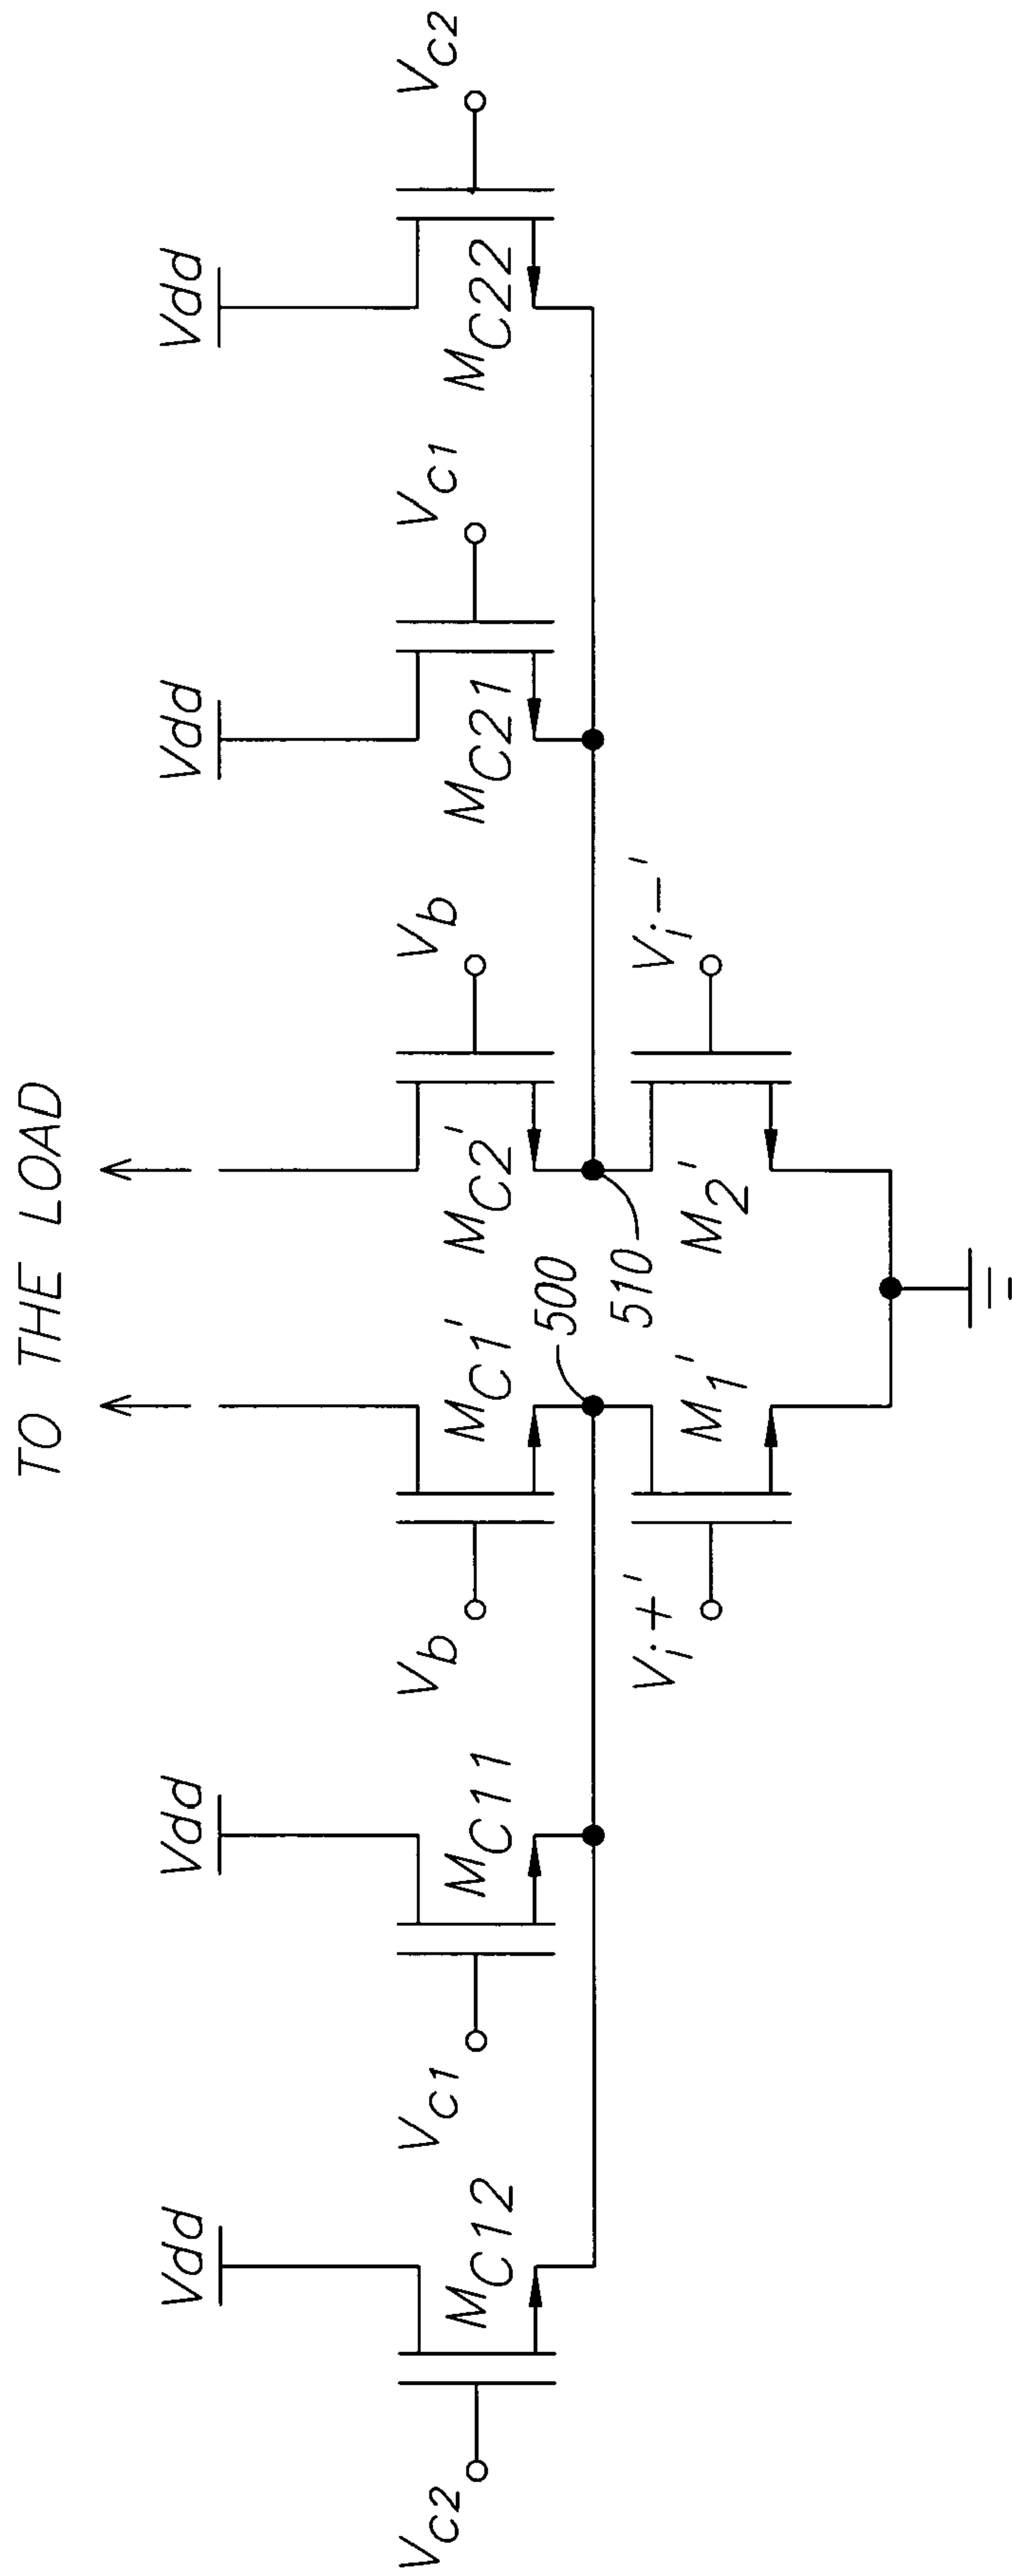 TO THE LOAD
Vdd
Vdd
Vdd
Vdd
VC2
MC12
VC1
MC11
Vb
MC1'
MC2'
Vb
MC21
VC1
MC22
VC2
500
510
Vi+'
M1'
M2'
Vi-'